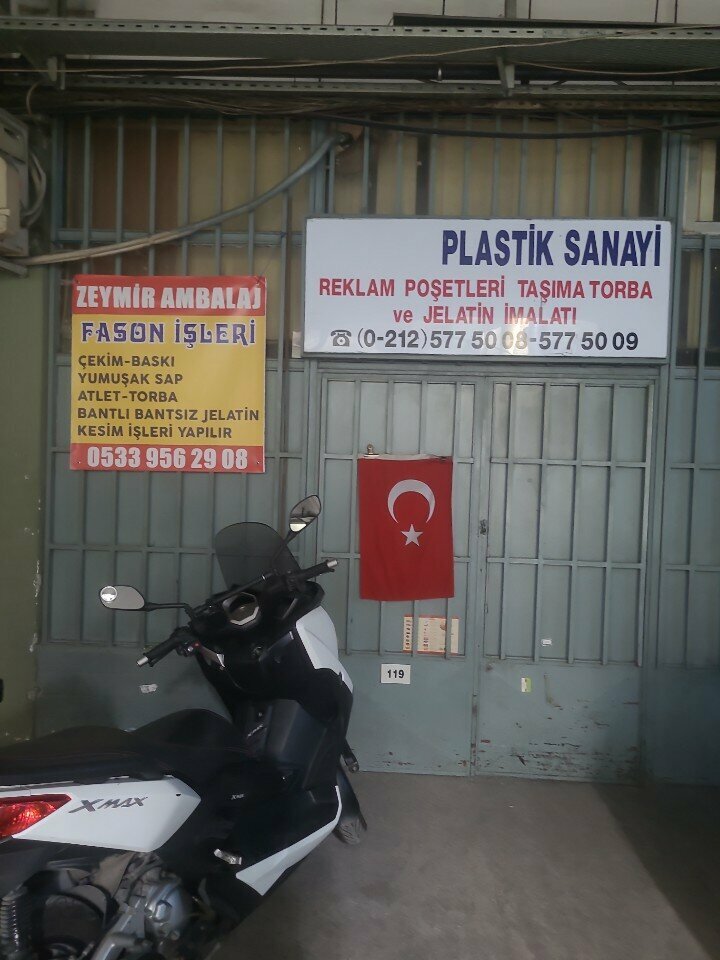 PLASTİK SANAYİ
REKLAM POŞETLERİ TAŞIMA TORBA
ve JELATİN İMALATI
☎ (0-212) 577 50 08-577 50 09
ZEYMİR AMBALAJ
FASON İŞLERİ
ÇEKİM-BASKI
YUMUŞAK SAP
ATLET-TORBA
BANTLI BANTSIZ JELATİN
KESİM İŞLERİ YAPILIR
0533 956 29 08
119
XMAX